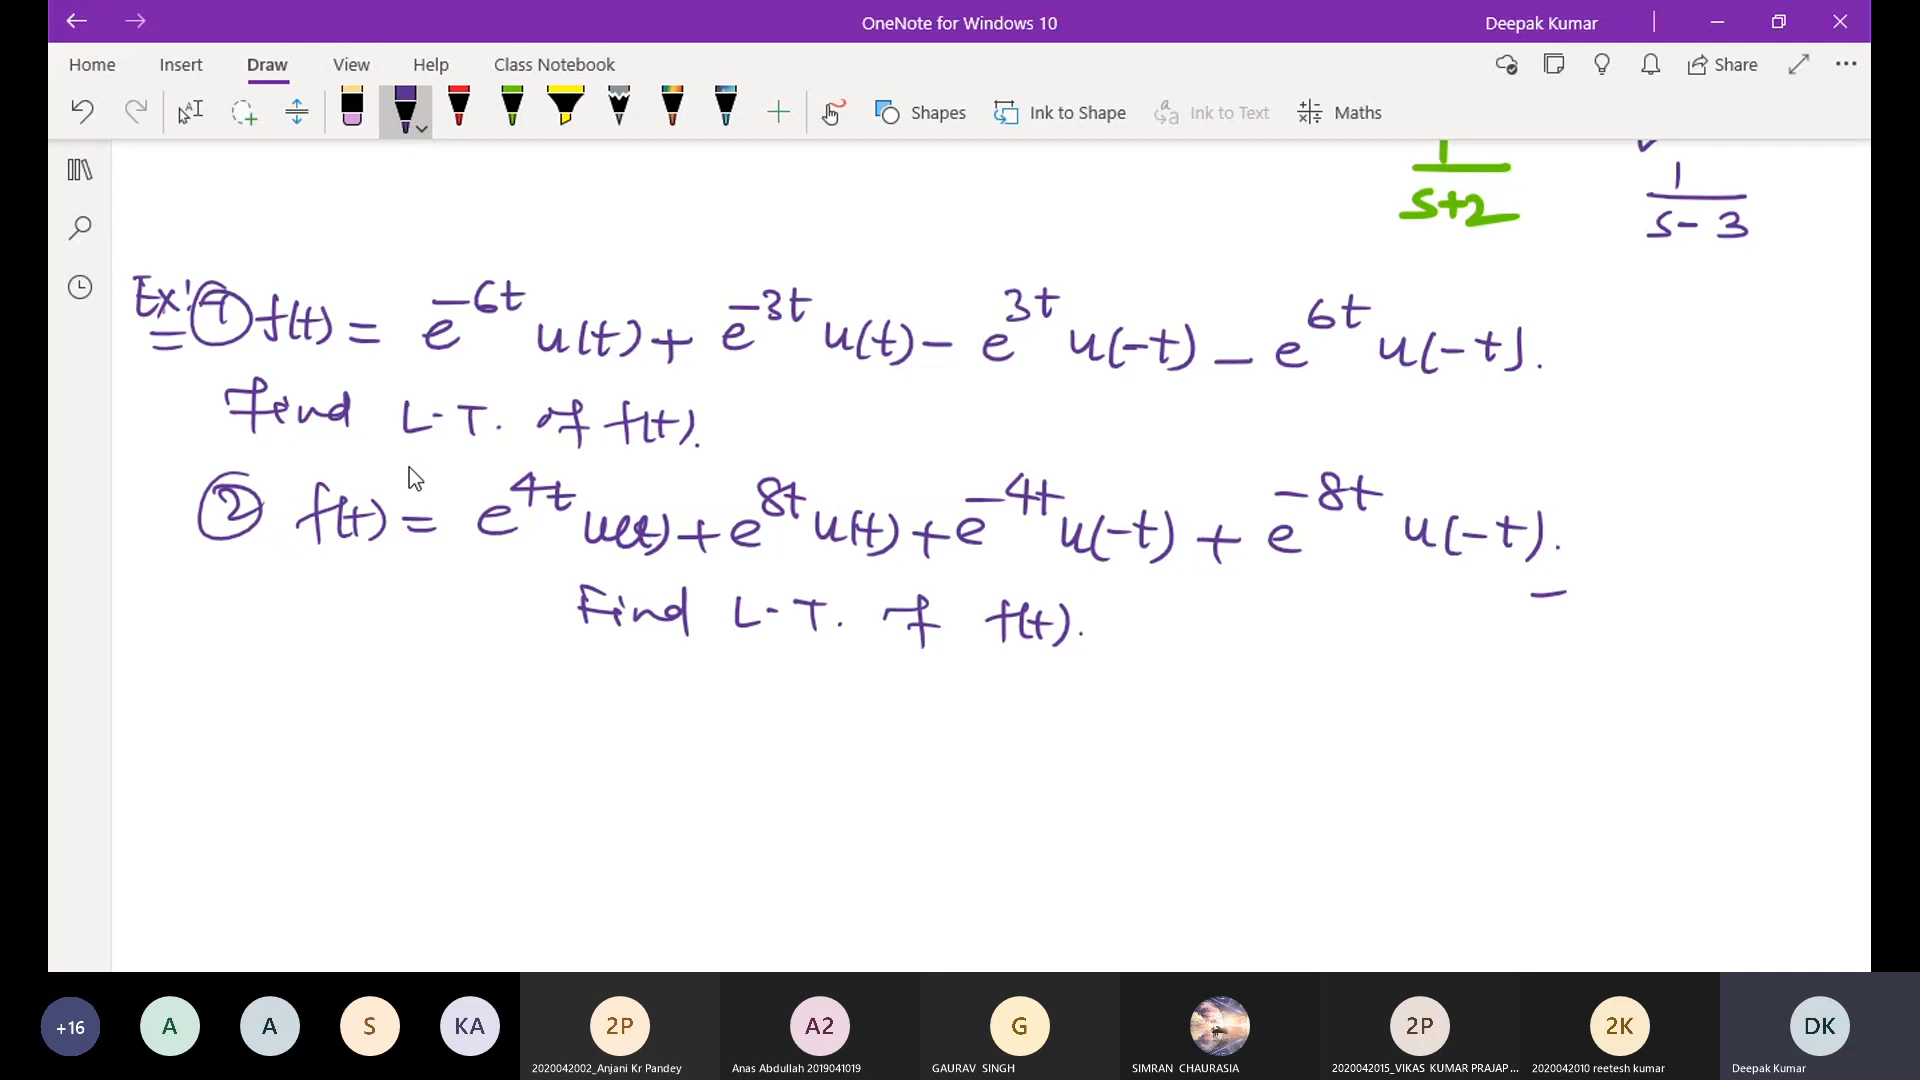 OneNote for Windows 10
Deepak Kumar
Home Insert Draw View Help Class Notebook Share
Shapes Ink to Shape Ink to Text Maths
1/(s+2) 1/(s-3)
Ex: ① f(t) = e^{-6t} u(t) + e^{-3t} u(t) - e^{3t} u(-t) - e^{6t} u(-t).
Find L-T. of f(t).
② f(t) = e^{4t} u(t) + e^{8t} u(t) + e^{-4t} u(-t) + e^{-8t} u(-t).
Find L-T. of f(t).
+16 A A S KA 2P A2 G 2P 2K DK
2020042002_Anjani Kr Pandey Anas Abdullah 2019041019 GAURAV SINGH SIMRAN CHAURASIA 2020042015_VIKAS KUMAR PRAJAP... 2020042010 reetesh kumar Deepak Kumar